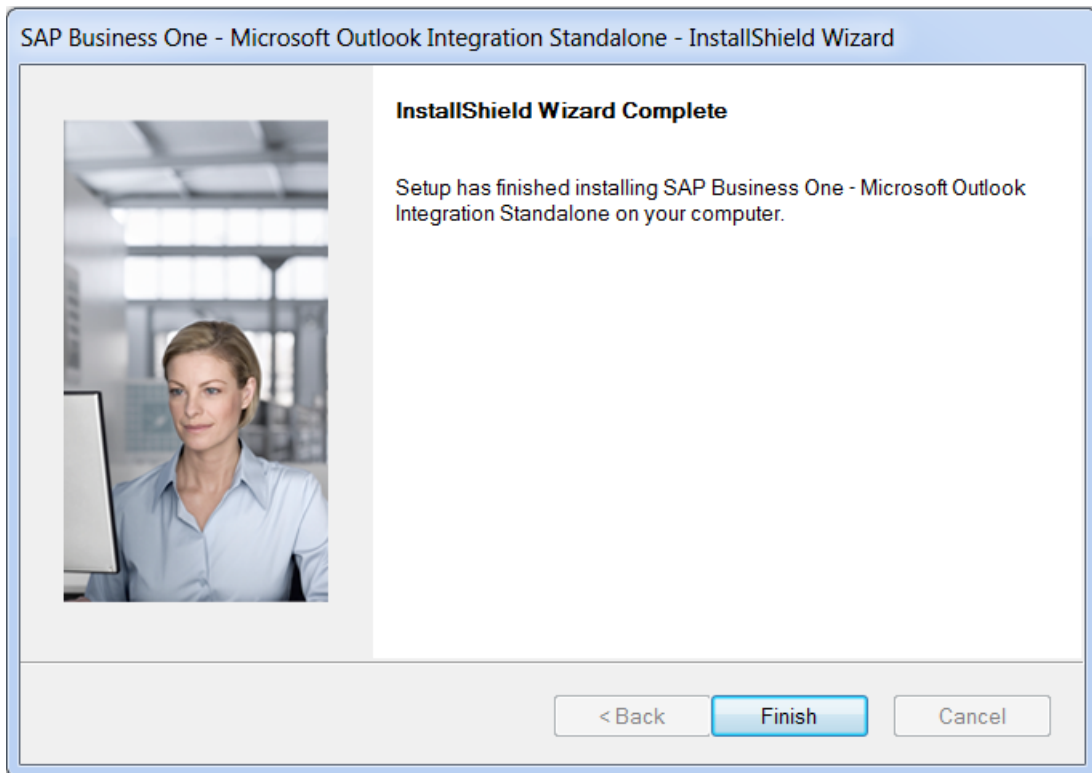 SAP Business One - Microsoft Outlook Integration Standalone - InstallShield Wizard
InstallShield Wizard Complete
Setup has finished installing SAP Business One - Microsoft Outlook
Integration Standalone on your computer.
< Back
Finish
Cancel